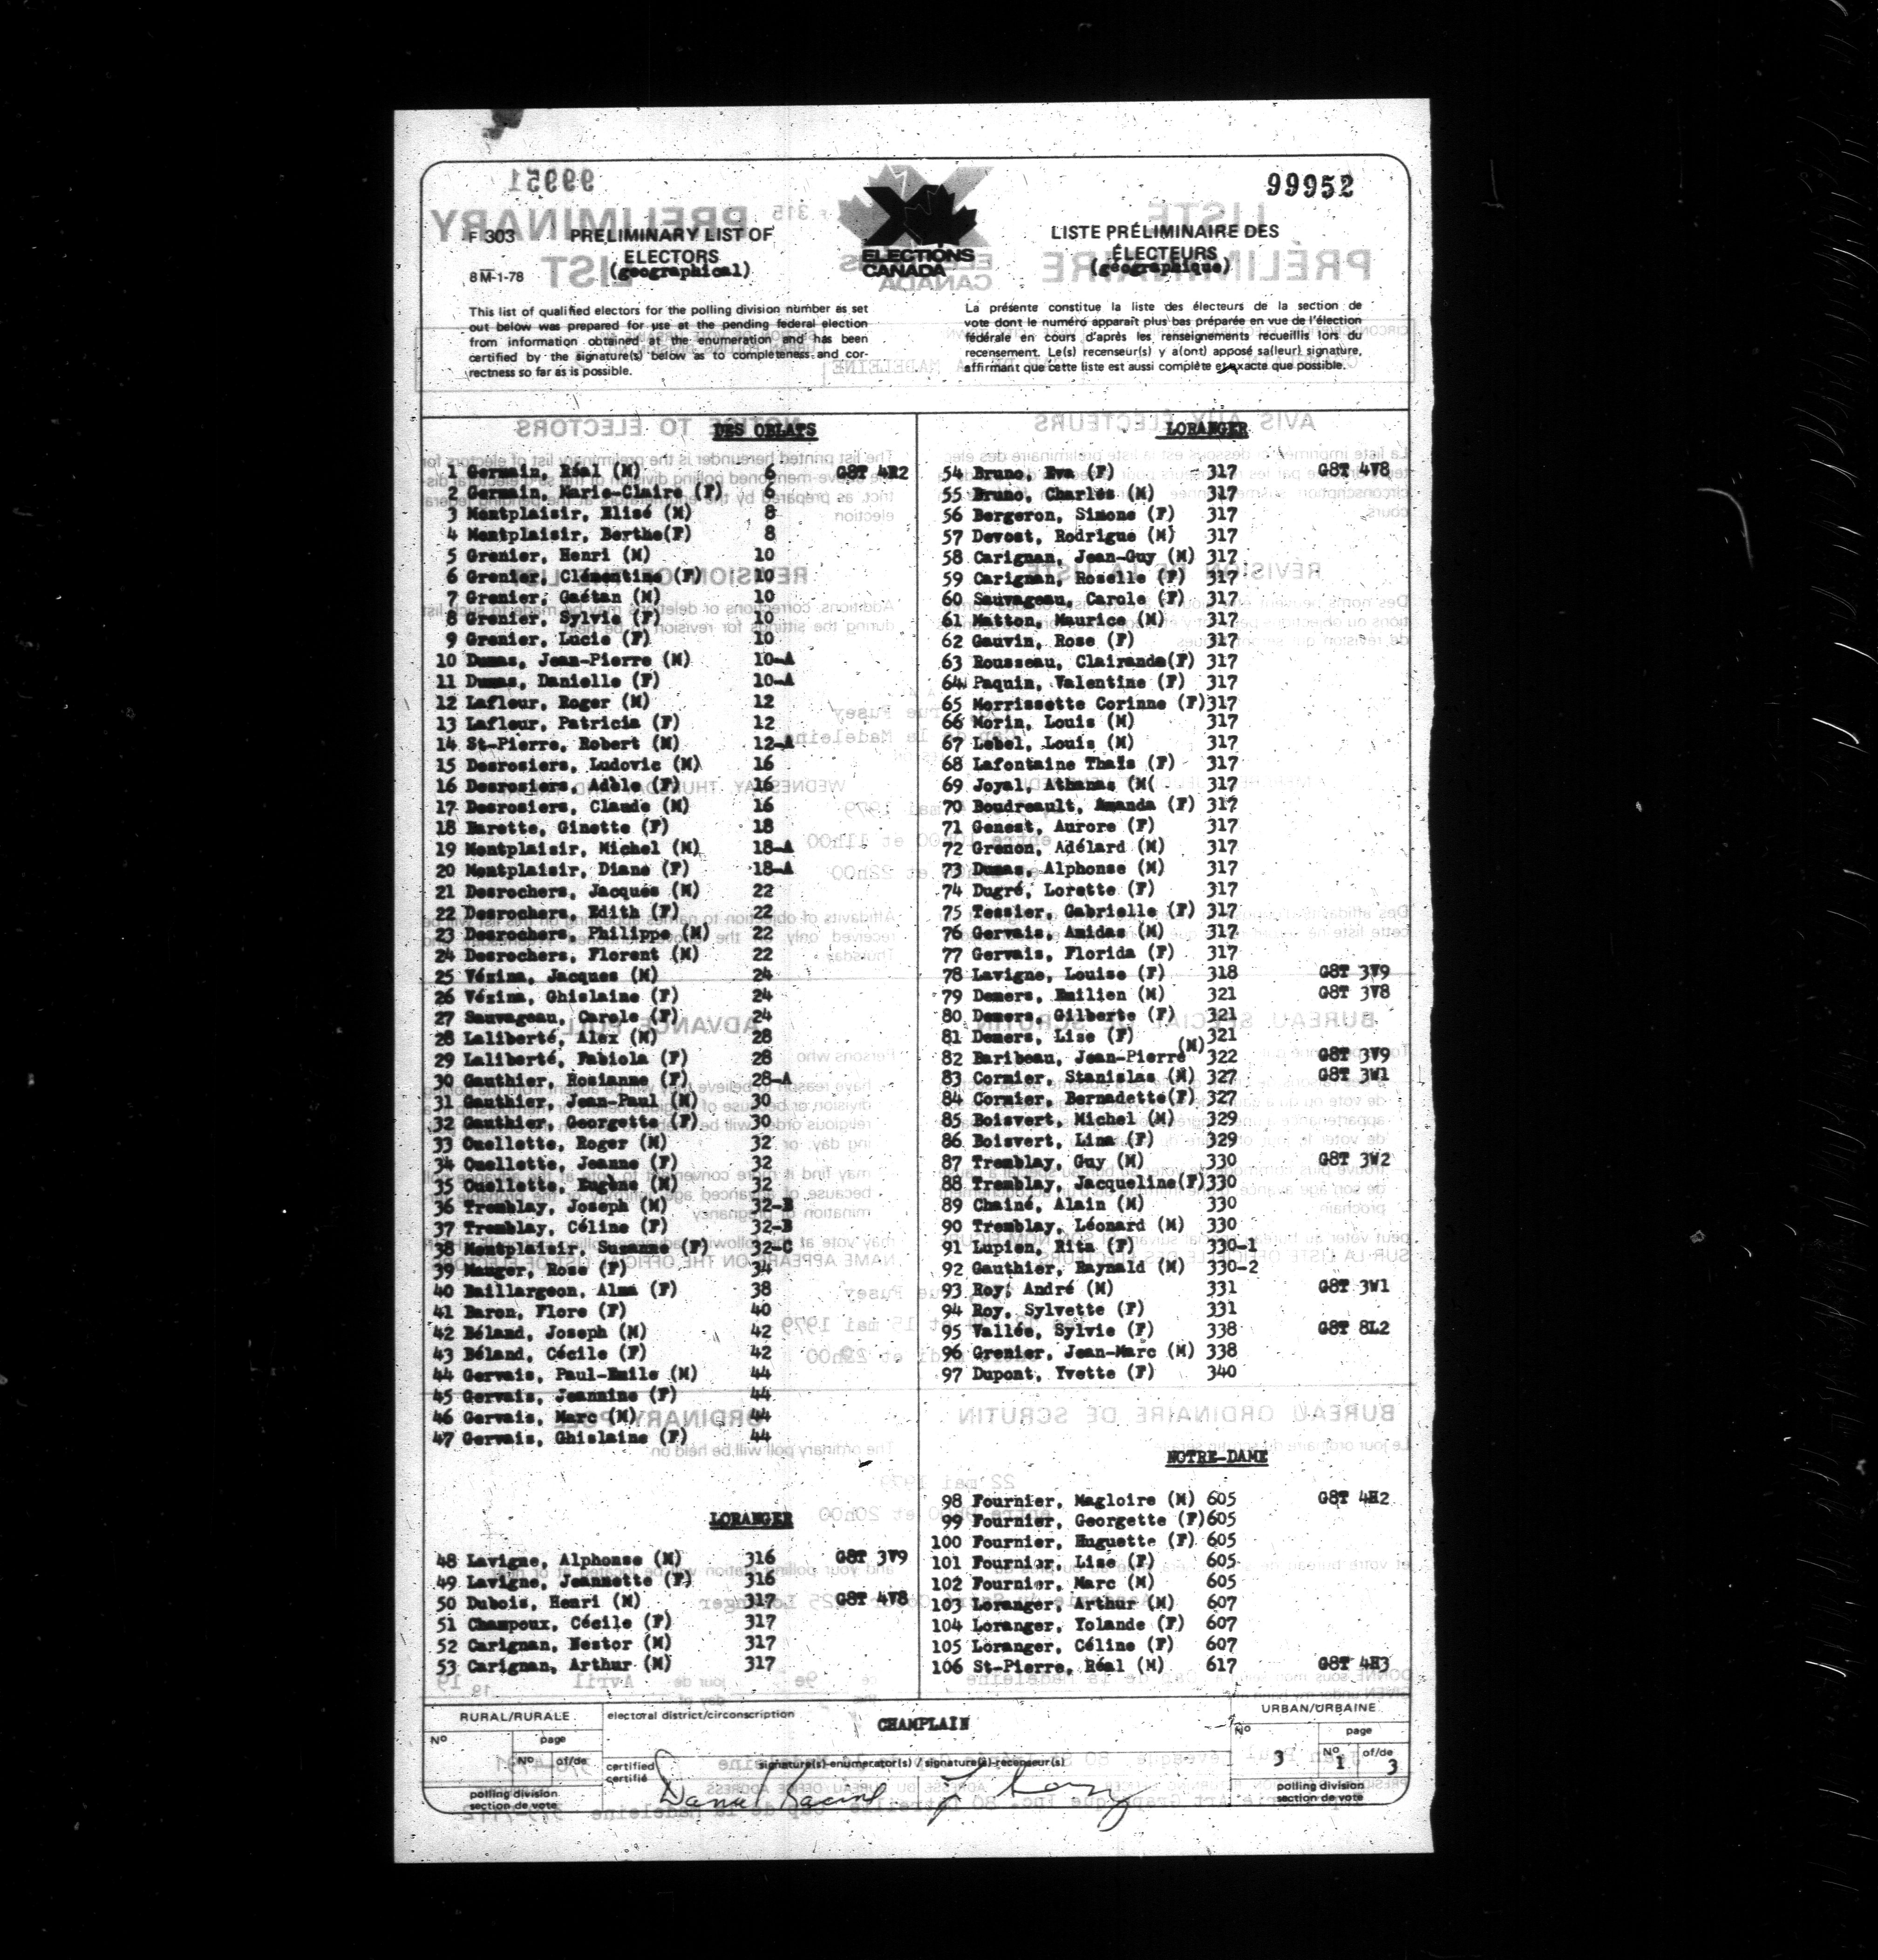 99952
F 303 PRELIMINARY LIST OF
ELECTORS
(geographical)
8 M-1-78
ELECTIONS
CANADA
LISTE PRÉLIMINAIRE DES
ÉLECTEURS
(géographique)
This list of qualified electors for the polling division number as set
out below was prepared for use at the pending federal election
from information obtained at the enumeration and has been
certified by the signature(s) below as to completeness and cor-
rectness so far as is possible.
La présente constitue la liste des électeurs de la section de
vote dont le numéro apparaît plus bas préparée en vue de l'élection
fédérale en cours d'après les renseignements recueillis lors du
recensement. Le(s) recenseur(s) y a(ont) apposé sa(leur) signature,
affirmant que cette liste est aussi complète et exacte que possible.
DES OBLATS
1 Germain, Réal (M) 6 G8T 4R2
2 Germain, Marie-Claire (F) 6
3 Montplaisir, Elisé (M) 8
4 Montplaisir, Berthe(F) 8
5 Grenier, Henri (M) 10
6 Grenier, Clémentine (F) 10
7 Grenier, Gaétan (M) 10
8 Grenier, Sylvie (F) 10
9 Grenier, Lucie (F) 10
10 Dumas, Jean-Pierre (M) 10-A
11 Dumas, Danielle (F) 10-A
12 Lafleur, Roger (M) 12
13 Lafleur, Patricia (F) 12
14 St-Pierre, Robert (M) 12-A
15 Desrosiers, Ludovic (M) 16
16 Desrosiers, Adèle (F) 16
17 Desrosiers, Claude (M) 16
18 Barette, Ginette (F) 18
19 Montplaisir, Michel (M) 18-A
20 Montplaisir, Diane (F) 18-A
21 Desrochers, Jacques (M) 22
22 Desrochers, Edith (F) 22
23 Desrochers, Philippe (M) 22
24 Desrochers, Florent (M) 22
25 Vézina, Jacques (M) 24
26 Vézina, Ghislaine (F) 24
27 Sauvageau, Carole (F) 24
28 Laliberté, Alex (M) 28
29 Laliberté, Fabiola (F) 28
30 Gauthier, Rosianne (F) 28-A
31 Gauthier, Jean-Paul (M) 30
32 Gauthier, Georgette (F) 30
33 Ouellette, Roger (M) 32
34 Ouellette, Jeanne (F) 32
35 Ouellette, Eugène (M) 32
36 Tremblay, Joseph (M) 32-B
37 Tremblay, Céline (F) 32-B
38 Montplaisir, Suzanne (F) 32-C
39 Mauger, Rose (F) 34
40 Baillargeon, Alma (F) 38
41 Baron, Flore (F) 40
42 Béland, Joseph (M) 42
43 Béland, Cécile (F) 42
44 Gervais, Paul-Emile (M) 44
45 Gervais, Jeannine (F) 44
46 Gervais, Marc (M) 44
47 Gervais, Ghislaine (F) 44
LORANGER
48 Lavigne, Alphonse (M) 316 G8T 3V9
49 Lavigne, Jeannette (F) 316
50 Dubois, Henri (M) 317 G8T 4V8
51 Champoux, Cécile (F) 317
52 Carignan, Nestor (M) 317
53 Carignan, Arthur (M) 317
LORANGER
54 Bruno, Eva (F) 317 G8T 4V8
55 Bruno, Charles (M) 317
56 Bergeron, Simone (F) 317
57 Devost, Rodrigue (M) 317
58 Carignan, Jean-Guy (M) 317
59 Carignan, Roselle (F) 317
60 Sauvageau, Carole (F) 317
61 Matton, Maurice (M) 317
62 Gauvin, Rose (F) 317
63 Rousseau, Clairande(F) 317
64 Paquin, Valentine (F) 317
65 Morrissette Corinne (F)317
66 Morin, Louis (M) 317
67 Lebel, Louis (M) 317
68 Lafontaine Thais (F) 317
69 Joyal, Athanas (M( 317
70 Boudreault, Amanda (F) 317
71 Genest, Aurore (F) 317
72 Grenon, Adélard (M) 317
73 Dumas, Alphonse (M) 317
74 Dugré, Lorette (F) 317
75 Tessier, Gabrielle (F) 317
76 Gervais, Amidas (M) 317
77 Gervais, Florida (F) 317
78 Lavigne, Louise (F) 318 G8T 3V9
79 Demers, Emilien (M) 321 G8T 3V8
80 Demers, Gilberte (F) 321
81 Demers, Lise (F) 321
82 Baribeau, Jean-Pierre (M) 322 G8T 3V9
83 Cormier, Stanislas (M) 327 G8T 3W1
84 Cormier, Bernadette(F) 327
85 Boisvert, Michel (M) 329
86 Boisvert, Lina (F) 329
87 Tremblay, Guy (M) 330 G8T 3W2
88 Tremblay, Jacqueline(F)330
89 Chainé, Alain (M) 330
90 Tremblay, Léonard (M) 330
91 Lupien, Rita (F) 330-1
92 Gauthier, Raynald (M) 330-2
93 Roy, André (M) 331 G8T 3W1
94 Roy, Sylvette (F) 331
95 Vallée, Sylvie (F) 338 G8T 8L2
96 Grenier, Jean-Marc (M) 338
97 Dupont, Yvette (F) 340
NOTRE-DAME
98 Fournier, Magloire (M) 605 G8T 4H2
99 Fournier, Georgette (F)605
100 Fournier, Huguette (F) 605
101 Fournier, Lise (F) 605
102 Fournier, Marc (M) 605
103 Loranger, Arthur (M) 607
104 Loranger, Yolande (F) 607
105 Loranger, Céline (F) 607
106 St-Pierre, Réal (M) 617 G8T 4H3
RURAL/RURALE
Nº page
Nº of/de
polling division
section de vote
electoral district/circonscription
CHAMPLAIN
certified
certifié
signature(s)-enumerator(s) / signature(s)-recenseur(s)
URBAN/URBAINE
Nº page
3 Nº 1 of/de 3
polling division
section de vote